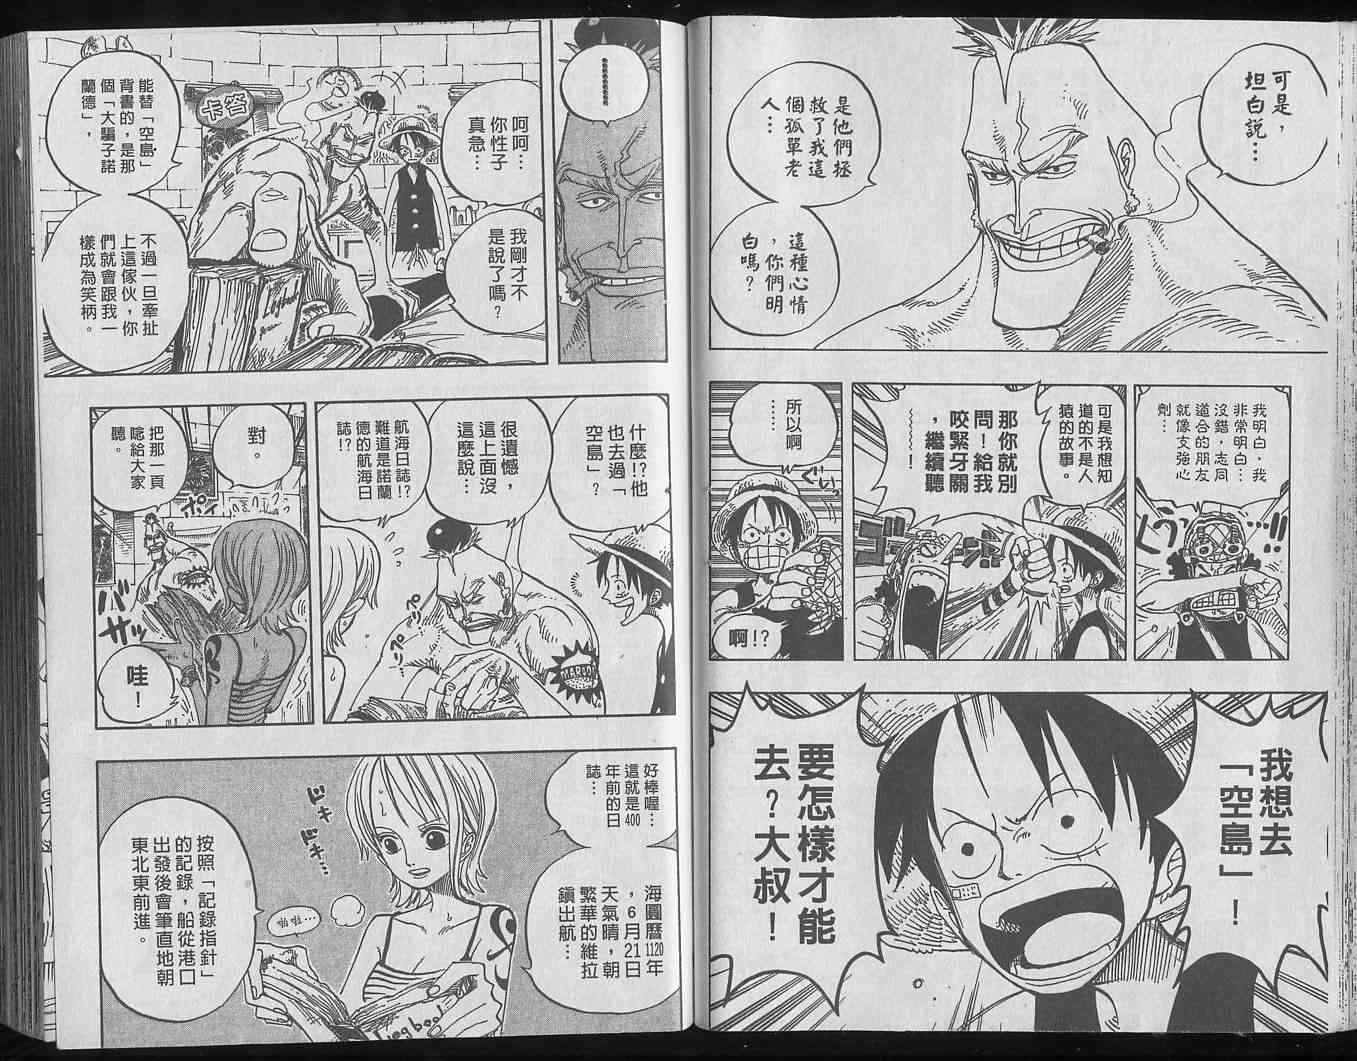 可是，
坦白說…
是他們拯
救了我這
個孤單老
人…
這種心情
，你們明
白嗎？
我明白，我
非常明白…
沒錯，志同
道合的朋友
就像支強心
劑…
可是我想知
道的不是人
猿的故事。
那你就別
問！給我
咬緊牙關
，繼續聽
～～～～！
所以啊
……
啊！？
我想去
「空島」！
要怎樣才能
去？大叔！
…………
呵呵…
你性子
真急…
我剛才不
是說了嗎？
卡答
能替「空島」
背書的，是那
個「大騙子諾
蘭德」，
不過一旦牽扯
上這傢伙，你
們就會跟我一
樣成為笑柄。
什麼！？他
也去過「
空島」？
很遺憾，
這上面沒
這麼說…
航海日誌！？
難道是諾蘭
德的航海日
誌！？
MARBOR
對。
把那一頁
唸給大家
聽。
ポイ
バサッ
哇！
好棒喔…
這就是400
年前的日
誌…
ドキ
ドキ…
海圓曆1120年
，6月21日
天氣晴，朝
繁華的維拉
鎮出航…
按照「記錄指針」
的記錄，船從港口
出發後會筆直地朝
東北東前進。
Log book